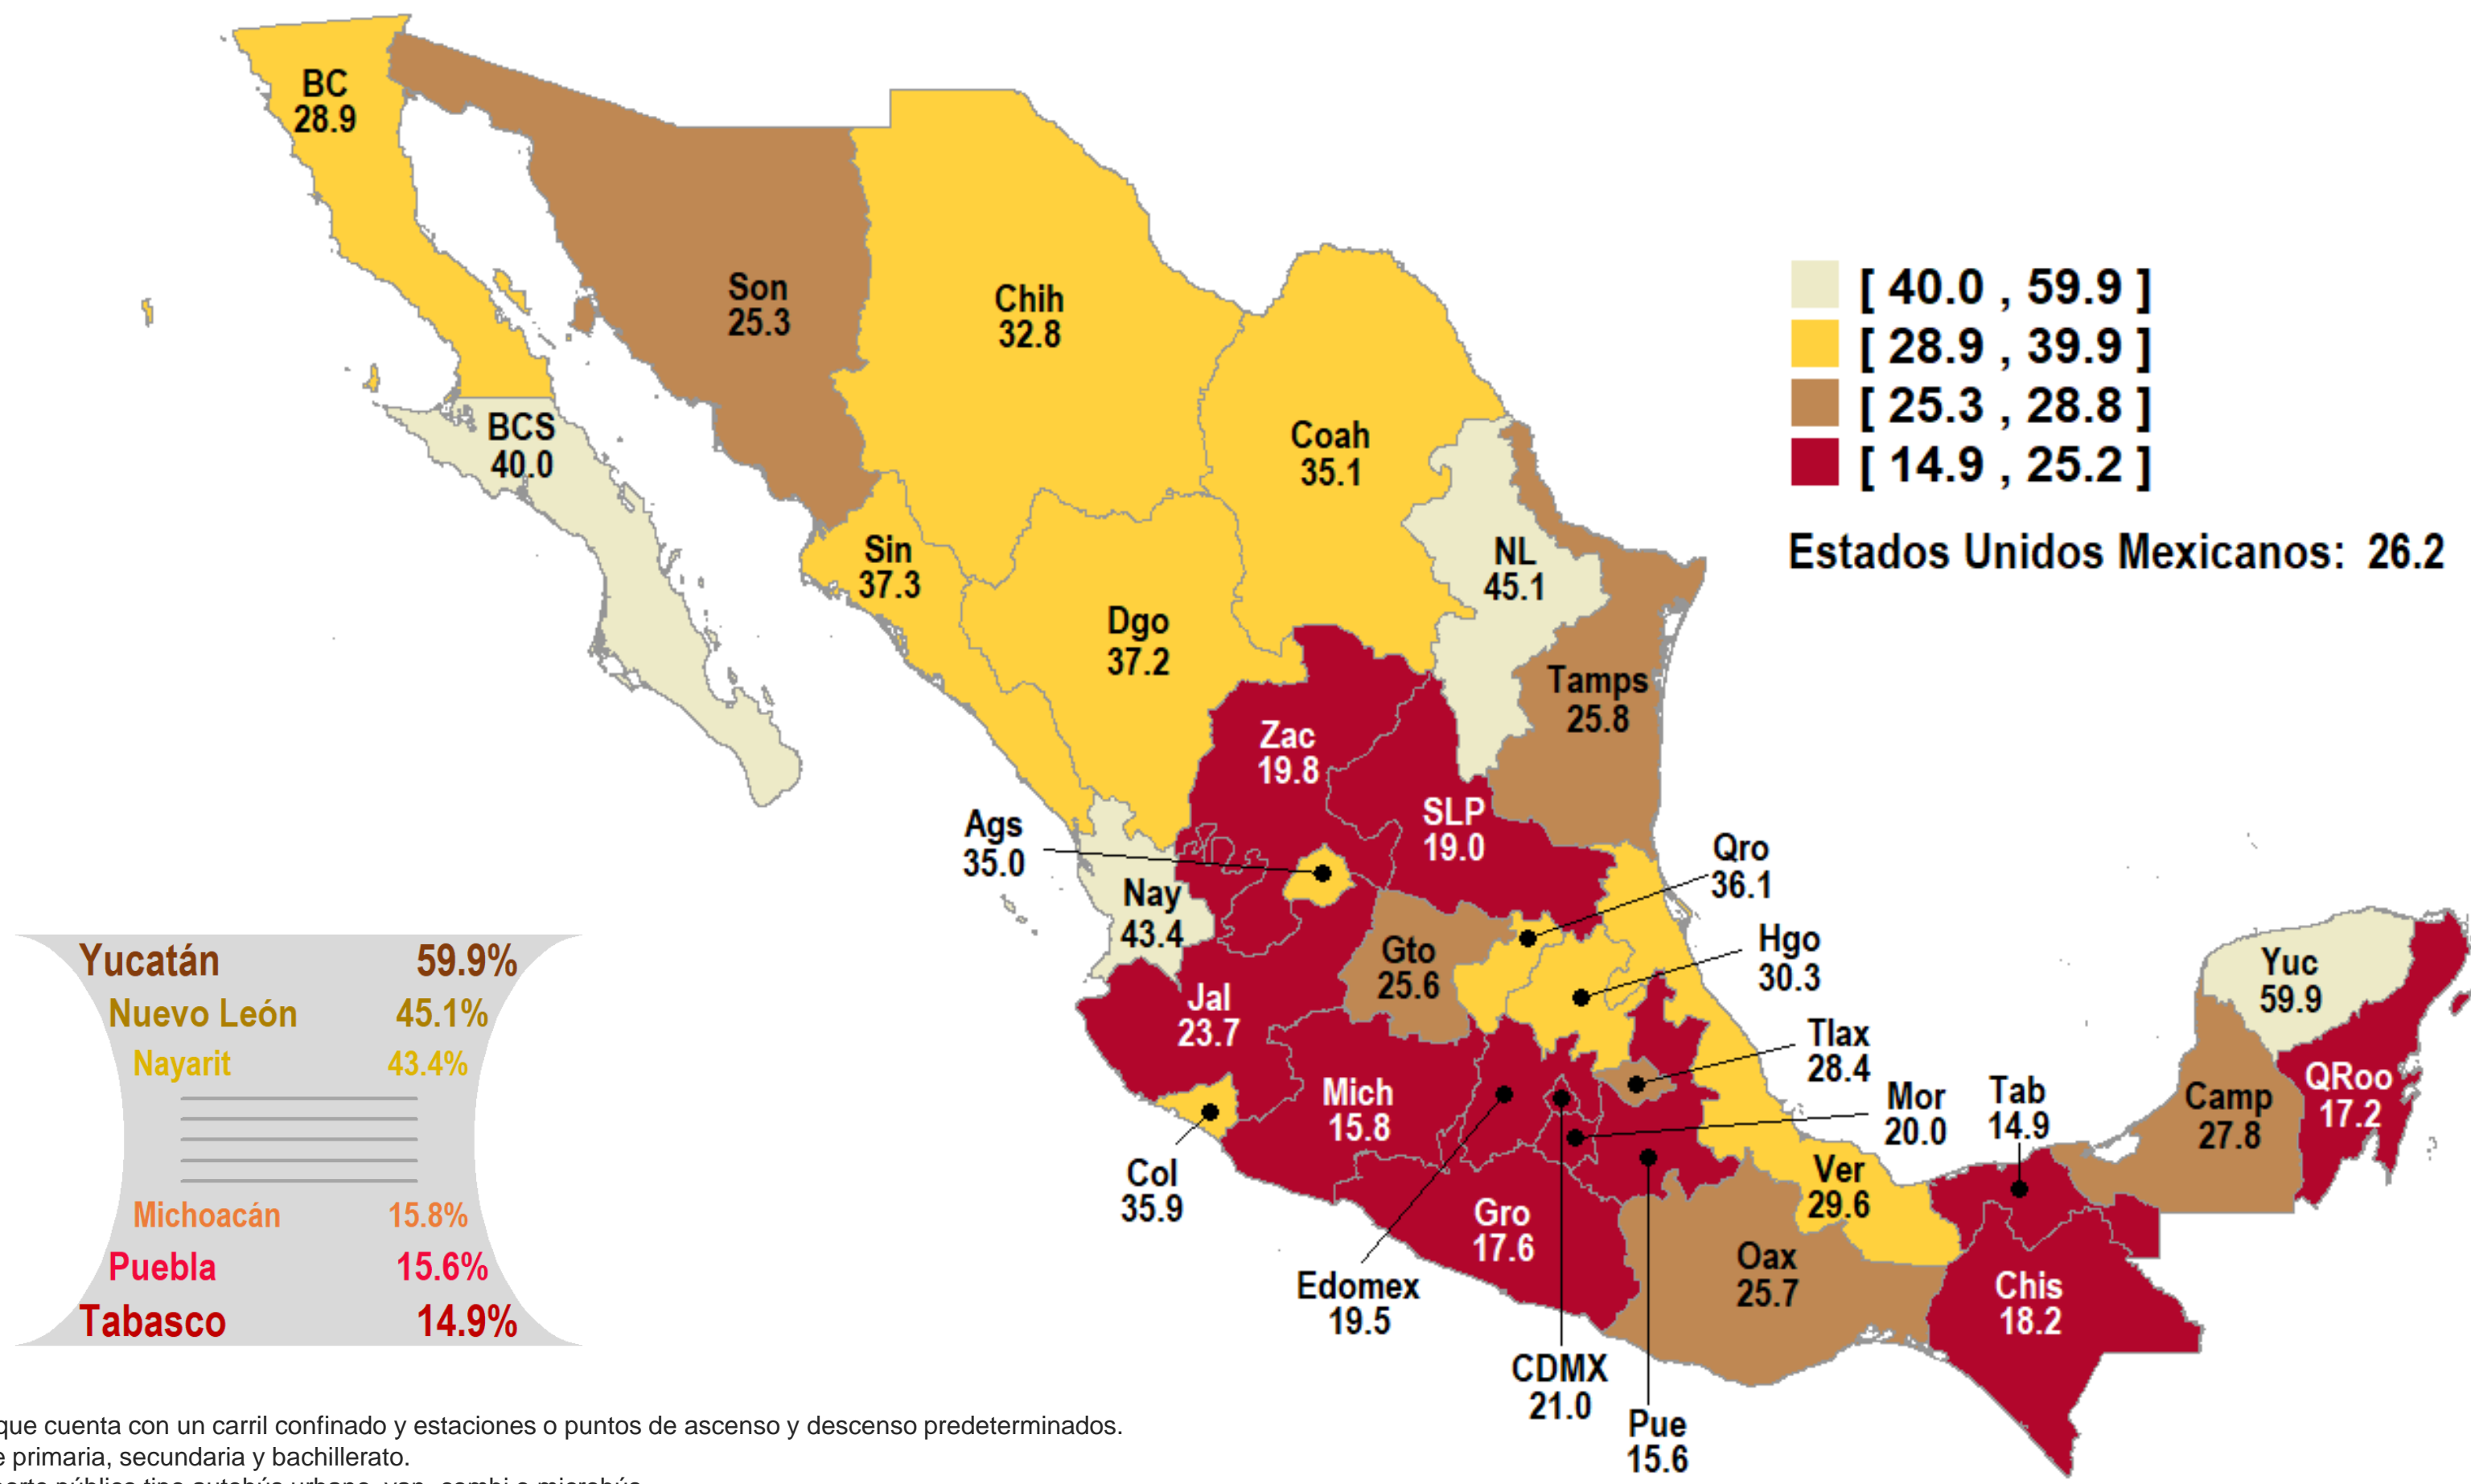 BC
28.9
Son
25.3
Chih
32.8
BCS
40.0
Coah
35.1
[ 40.0 , 59.9 ]
[ 28.9 , 39.9 ]
[ 25.3 , 28.8 ]
[ 14.9 , 25.2 ]
Estados Unidos Mexicanos: 26.2
Sin
37.3
NL
45.1
Dgo
37.2
Tamps
25.8
Zac
19.8
SLP
19.0
Ags
35.0
Qro
36.1
Nay
43.4
Gto
25.6
Hgo
30.3
Yuc
59.9
Jal
23.7
Tlax
28.4
Mich
15.8
Mor
20.0
Tab
14.9
Camp
27.8
QRoo
17.2
Col
35.9
Ver
29.6
Gro
17.6
Oax
25.7
Edomex
19.5
Chis
18.2
CDMX
21.0
Pue
15.6
Yucatán 59.9%
Nuevo León 45.1%
Nayarit 43.4%
Michoacán 15.8%
Puebla 15.6%
Tabasco 14.9%
que cuenta con un carril confinado y estaciones o puntos de ascenso y descenso predeterminados.
e primaria, secundaria y bachillerato.
público tipo autobús urbano, van, combi o microbús